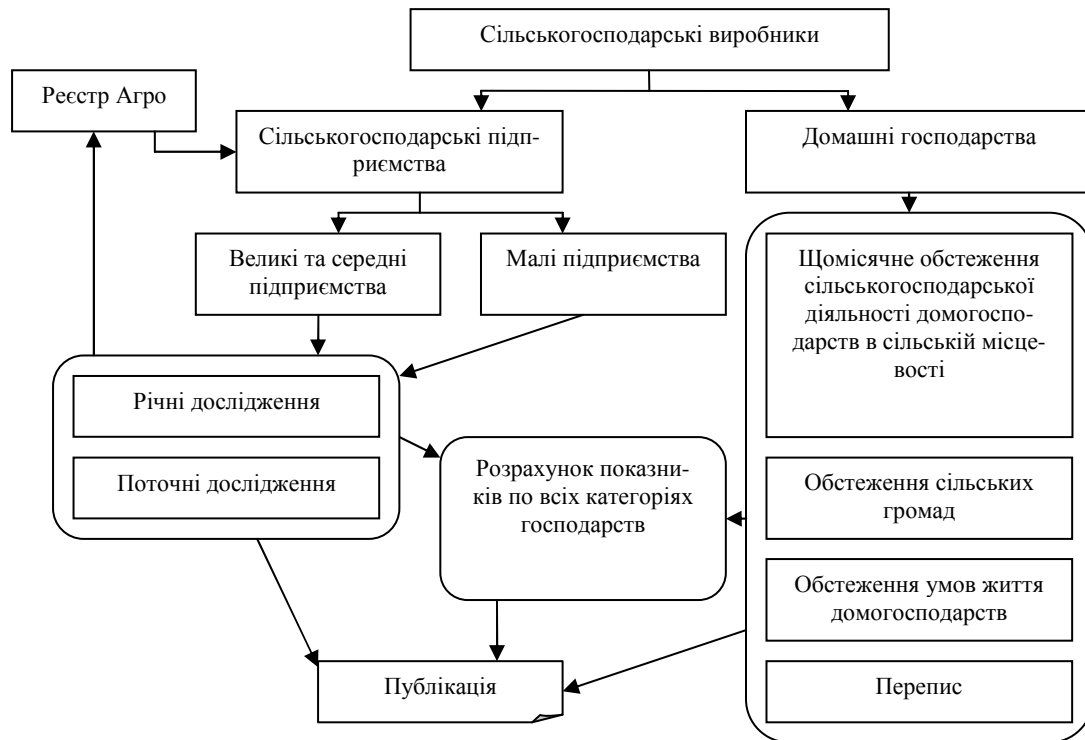 Сільськогосподарські виробники
Реєстр Агро
Сільськогосподарські підп-
риємства
Домашні господарства
Великі та середні
підприємства
Малі підприємства
Щомісячне обстеження
сільськогосподарської
діяльності домогоспо-
дарств в сільській місце-
вості
Річні дослідження
Поточні дослідження
Розрахунок показни-
ків по всіх категоріях
господарств
Обстеження сільських
громад
Обстеження умов життя
домогосподарств
Публікація
Перепис